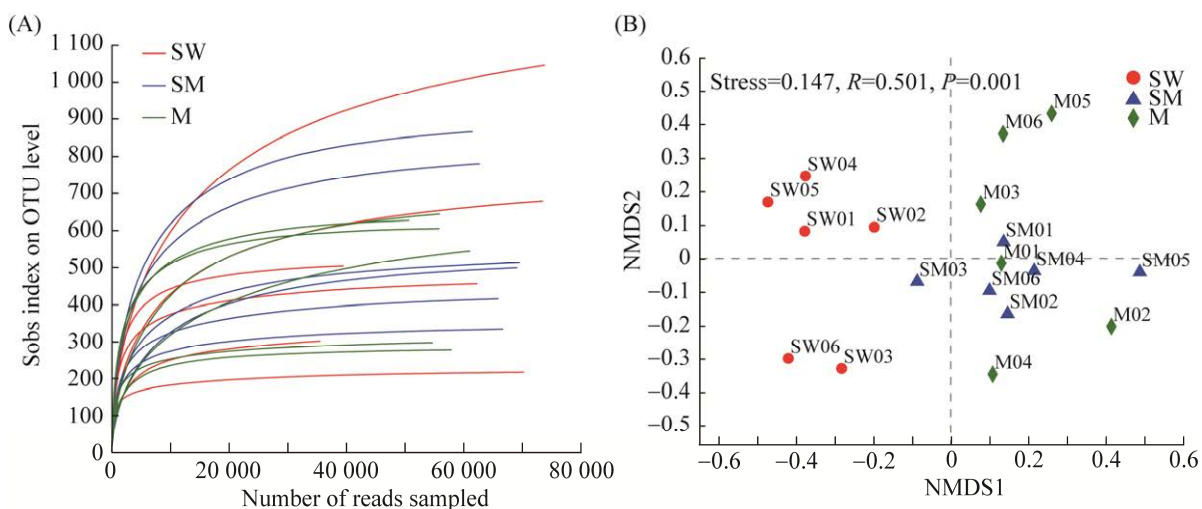 (A)
1 100
1 000
900
800
700
600
500
400
300
200
100
0
Sobs index on OTU level
SW
SM
M
0
20 000
40 000
60 000
80 000
Number of reads sampled
(B)
0.6
0.5
0.4
0.3
0.2
0.1
0
−0.1
−0.2
−0.3
−0.4
−0.5
NMDS2
Stress=0.147, R=0.501, P=0.001
SW
SM
M
M05
M06
SW04
SW05
M03
SW01
SW02
SM01
M01
SM04
SM05
SM03
SM06
SM02
M02
SW06
SW03
M04
−0.6
−0.4
−0.2
0
0.2
0.4
0.6
NMDS1